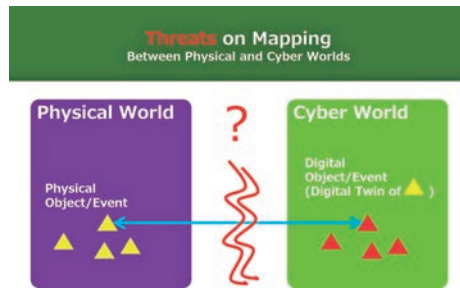 Threats on Mapping
Between Physical and Cyber Worlds
Physical World
?
Cyber World
Physical
Object/Event
Digital
Object/Event
(Digital Twin of )